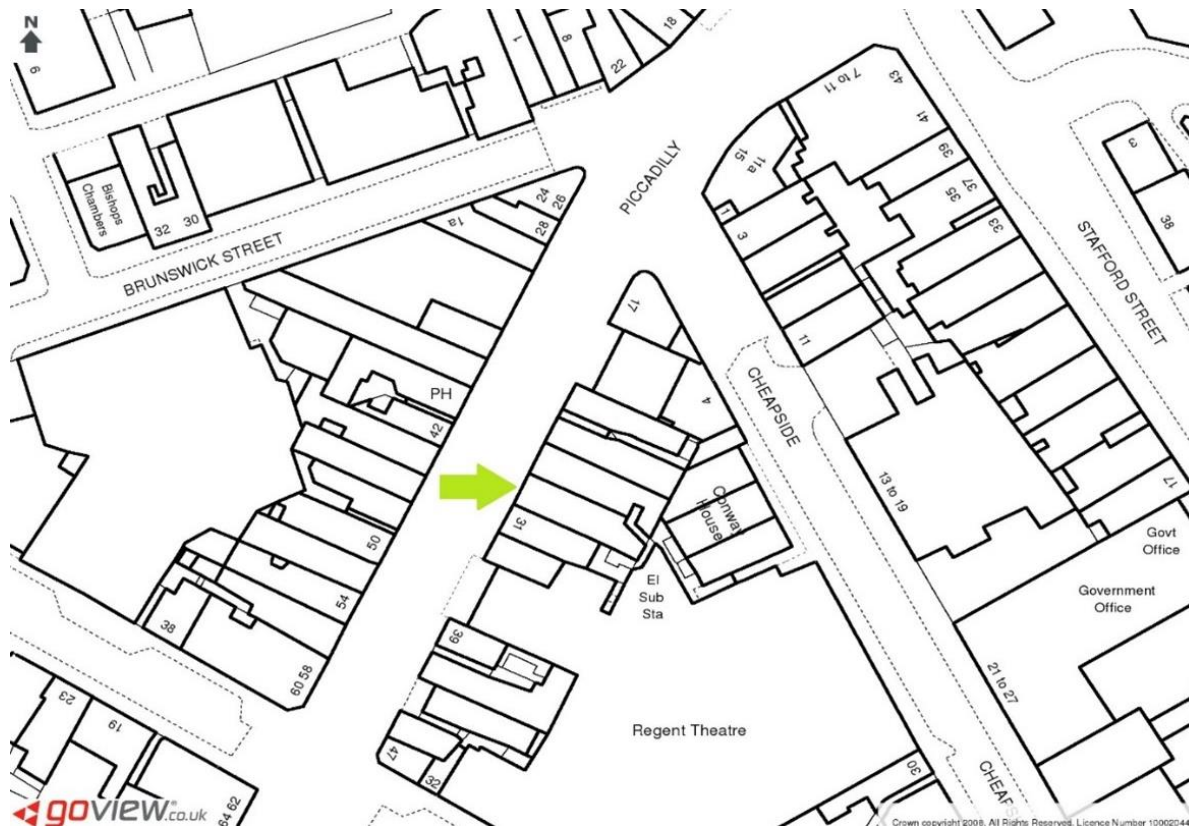 N
6
1
8
22
18
7 to 11
43
41
39
37
35
33
11a
15
3
38
PICCADILLY
Bishops
Chambers
32
30
BRUNSWICK STREET
1a
24
26
28
1
3
11
17
4
STAFFORD STREET
CHEAPSIDE
PH
42
Conway
House
13 to 19
17
Govt
Office
31
50
54
El
Sub
Sta
Government
Office
38
39
60 58
21 to 27
23
19
Regent Theatre
47
32
30
CHEAPSI
64 62
goview.co.uk
Crown copyright 2008. All Rights Reserved. Licence Number 10002044